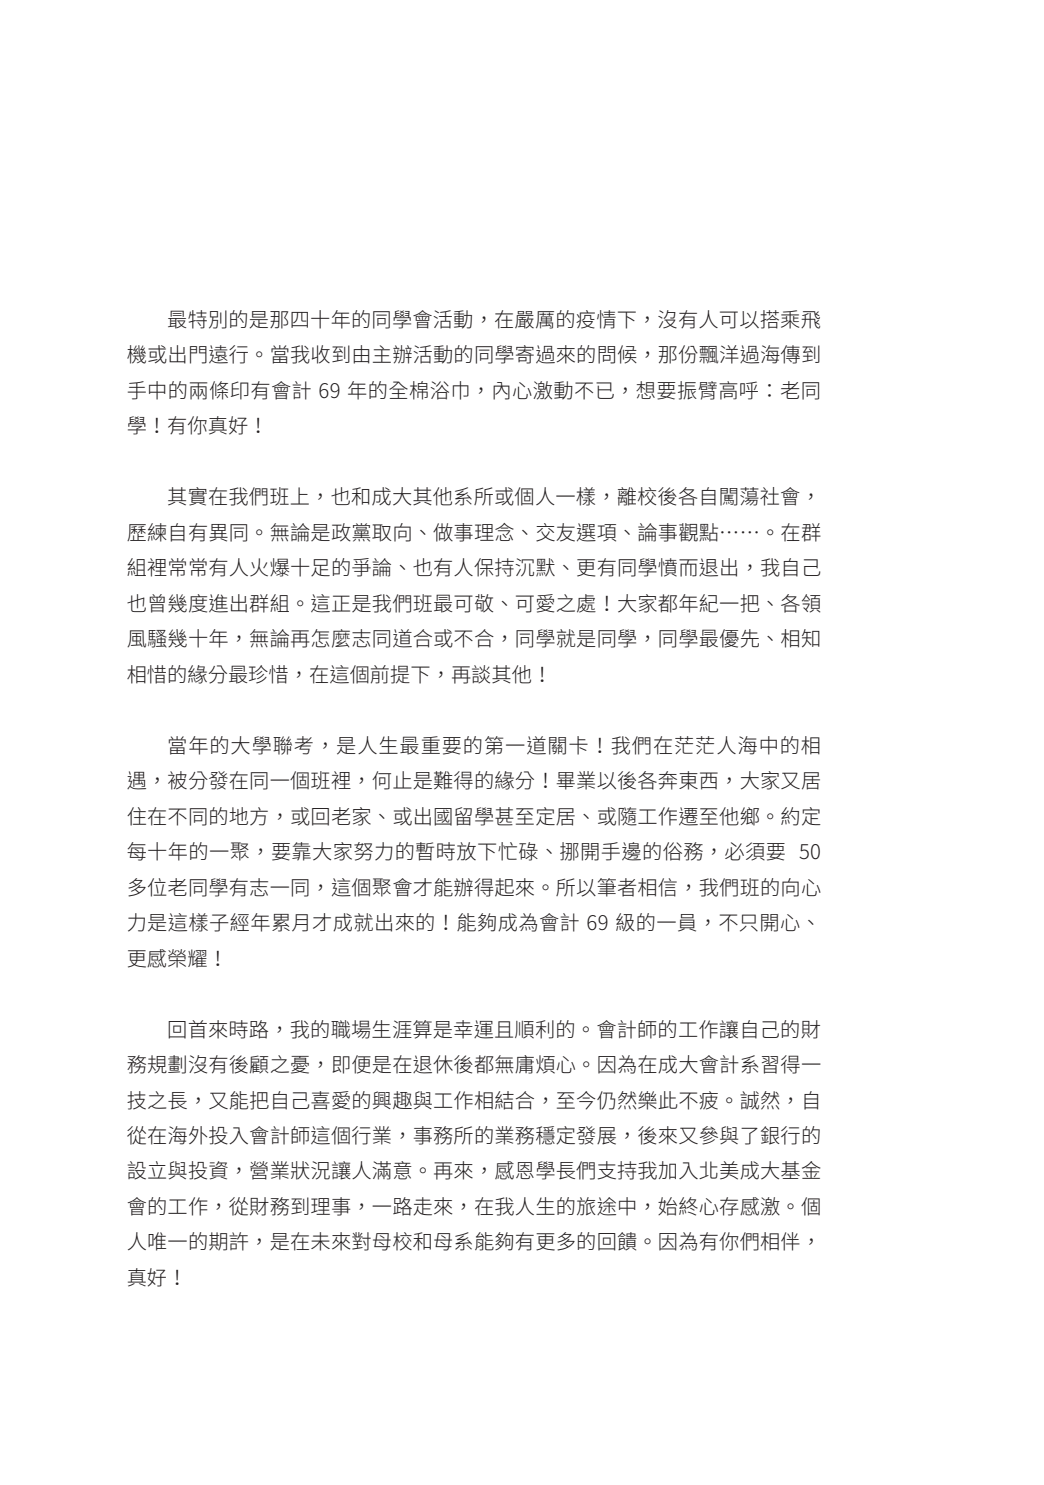 最特別的是那四十年的同學會活動，在嚴厲的疫情下，沒有人可以搭乘飛
機或出門遠行。當我收到由主辦活動的同學寄過來的問候，那份飄洋過海傳到
手中的兩條印有會計 69 年的全棉浴巾，內心激動不已，想要振臂高呼：老同
學！有你真好！
其實在我們班上，也和成大其他系所或個人一樣，離校後各自闖蕩社會，
歷練自有異同。無論是政黨取向、做事理念、交友選項、論事觀點……。在群
組裡常常有人火爆十足的爭論、也有人保持沉默、更有同學憤而退出，我自己
也曾幾度進出群組。這正是我們班最可敬、可愛之處！大家都年紀一把、各領
風騷幾十年，無論再怎麼志同道合或不合，同學就是同學，同學最優先、相知
相惜的緣分最珍惜，在這個前提下，再談其他！
當年的大學聯考，是人生最重要的第一道關卡！我們在茫茫人海中的相
遇，被分發在同一個班裡，何止是難得的緣分！畢業以後各奔東西，大家又居
住在不同的地方，或回老家、或出國留學甚至定居、或隨工作遷至他鄉。約定
每十年的一聚，要靠大家努力的暫時放下忙碌、挪開手邊的俗務，必須要 50
多位老同學有志一同，這個聚會才能辦得起來。所以筆者相信，我們班的向心
力是這樣子經年累月才成就出來的！能夠成為會計 69 級的一員，不只開心、
更感榮耀！
回首來時路，我的職場生涯算是幸運且順利的。會計師的工作讓自己的財
務規劃沒有後顧之憂，即便是在退休後都無庸煩心。因為在成大會計系習得一
技之長，又能把自己喜愛的興趣與工作相結合，至今仍然樂此不疲。誠然，自
從在海外投入會計師這個行業，事務所的業務穩定發展，後來又參與了銀行的
設立與投資，營業狀況讓人滿意。再來，感恩學長們支持我加入北美成大基金
會的工作，從財務到理事，一路走來，在我人生的旅途中，始終心存感激。個
人唯一的期許，是在未來對母校和母系能夠有更多的回饋。因為有你們相伴，
真好！